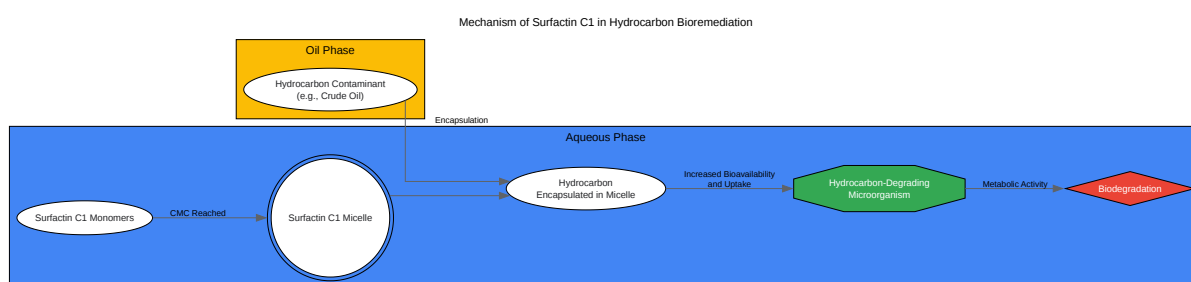 Mechanism of Surfactin C1 in Hydrocarbon Bioremediation
Oil Phase
Hydrocarbon Contaminant
(e.g., Crude Oil)
Encapsulation
Aqueous Phase
Surfactin C1 Monomers
CMC Reached
Surfactin C1 Micelle
Hydrocarbon
Encapsulated in Micelle
Increased Bioavailability
and Uptake
Hydrocarbon-Degrading
Microorganism
Metabolic Activity
Biodegradation